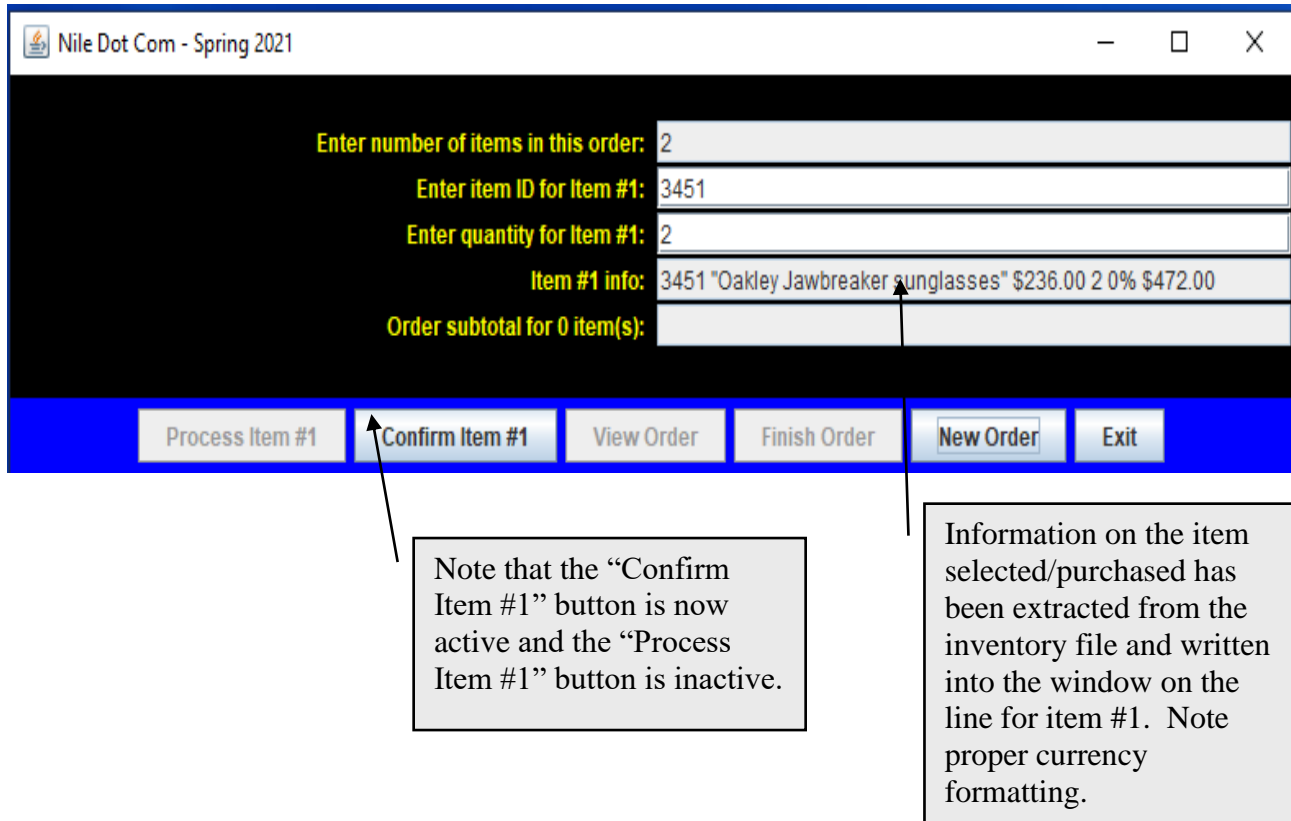 Nile Dot Com - Spring 2021
Enter number of items in this order: 2
Enter item ID for Item #1: 3451
Enter quantity for Item #1: 2
Item #1 info: 3451 "Oakley Jawbreaker sunglasses" $236.00 2 0% $472.00
Order subtotal for 0 item(s):
Process Item #1 Confirm Item #1 View Order Finish Order New Order Exit
Note that the “Confirm
Item #1” button is now
active and the “Process
Item #1” button is inactive.
Information on the item
selected/purchased has
been extracted from the
inventory file and written
into the window on the
line for item #1.  Note
proper currency
formatting.